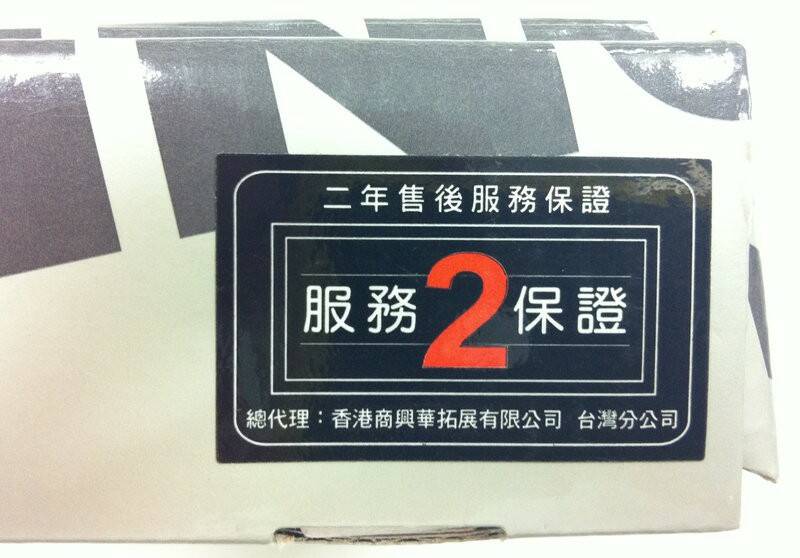 二年售後服務保證
服務2保證
總代理：香港商興華拓展有限公司 台灣分公司